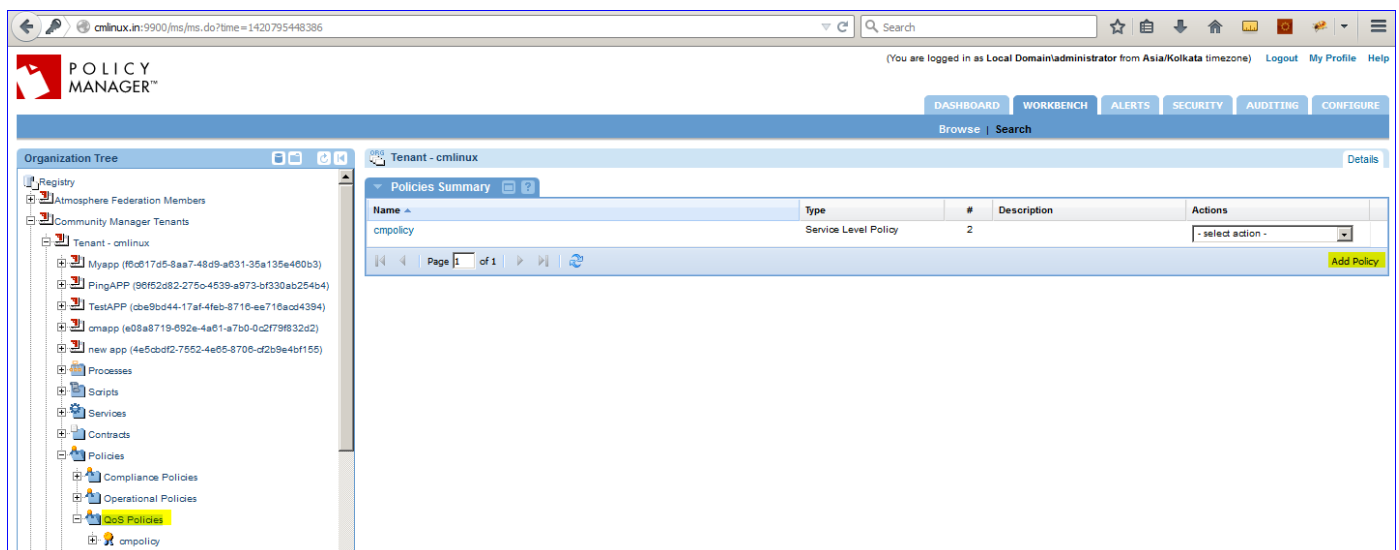 cmlinux.in:9900/ms/ms.do?time=1420795448386
Search
POLICY
MANAGER™
(You are logged in as Local Domain\administrator from Asia/Kolkata timezone) Logout My Profile Help
DASHBOARD WORKBENCH ALERTS SECURITY AUDITING CONFIGURE
Browse | Search
Organization Tree
Registry
Atmosphere Federation Members
Community Manager Tenants
Tenant - cmlinux
Myapp (f6c617d5-8aa7-48d9-a631-35a135e460b3)
PingAPP (96f52d82-275c-4539-a973-bf330ab254b4)
TestAPP (cbe9bd44-17af-4feb-8716-ee716acd4394)
cmapp (e08a8719-692e-4a61-a7b0-0c2f79f832d2)
new app (4e5cbdf2-7552-4e65-8706-cf2b9e4bf155)
Processes
Scripts
Services
Contracts
Policies
Compliance Policies
Operational Policies
QoS Policies
cmpolicy
ORG Tenant - cmlinux
Details
Policies Summary ?
Name Type # Description Actions
cmpolicy Service Level Policy 2 - select action -
Page 1 of 1
Add Policy